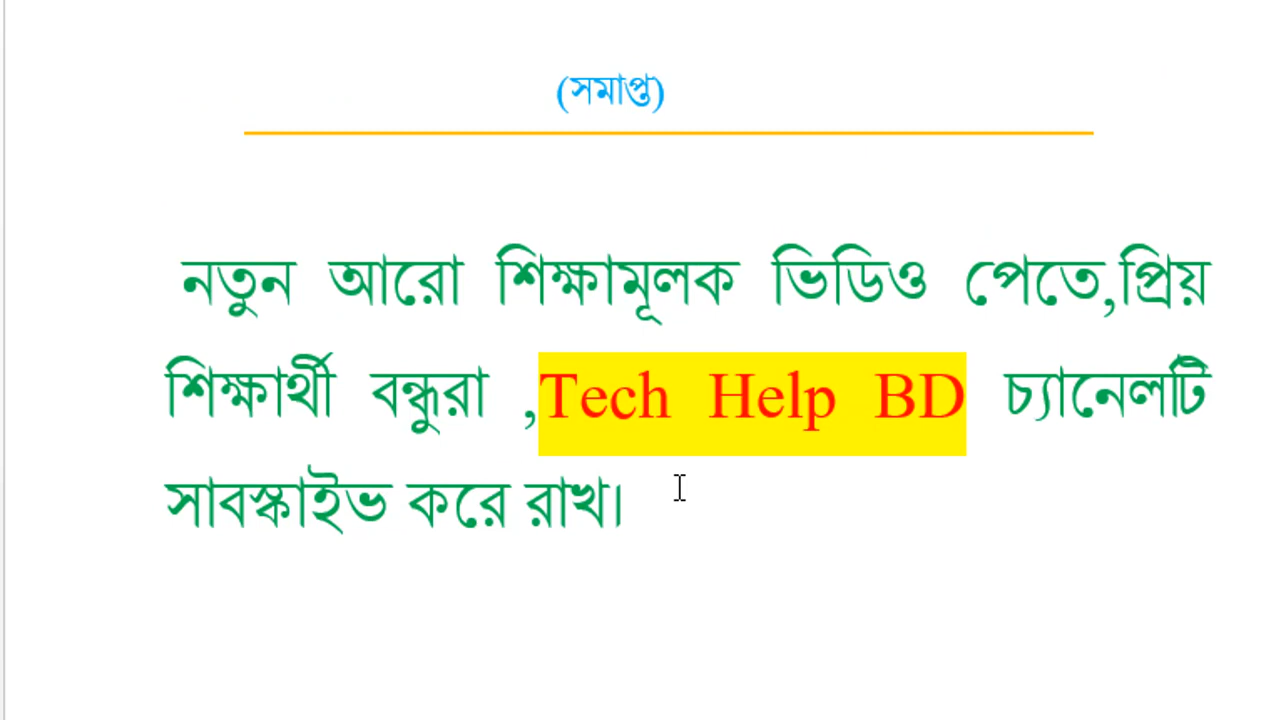 (সমাপ্ত)
নতুন আরো শিক্ষামূলক ভিডিও পেতে,প্রিয়
শিক্ষার্থী বন্ধুরা ,Tech Help BD চ্যানেলটি
সাবস্কাইভ করে রাখ।